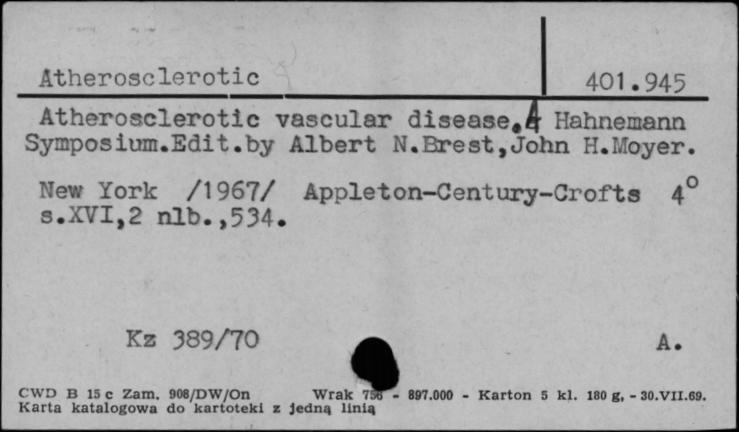 Atherosclerotic
401.945
Atherosclerotic vascular disease. A Hahnemann
Symposium.Edit.by Albert N.Brest,John H.Moyer.
New York /1967/ Appleton-Century-Crofts 4°
s.XVI,2 nlb.,534.
Kz 389/70 A.
CWD B 15 c Zam. 908/DW/On Wrak 756 - 897.000 - Karton 5 kl. 180 g. - 30.VII.69.
Karta katalogowa do kartoteki z jedną linią